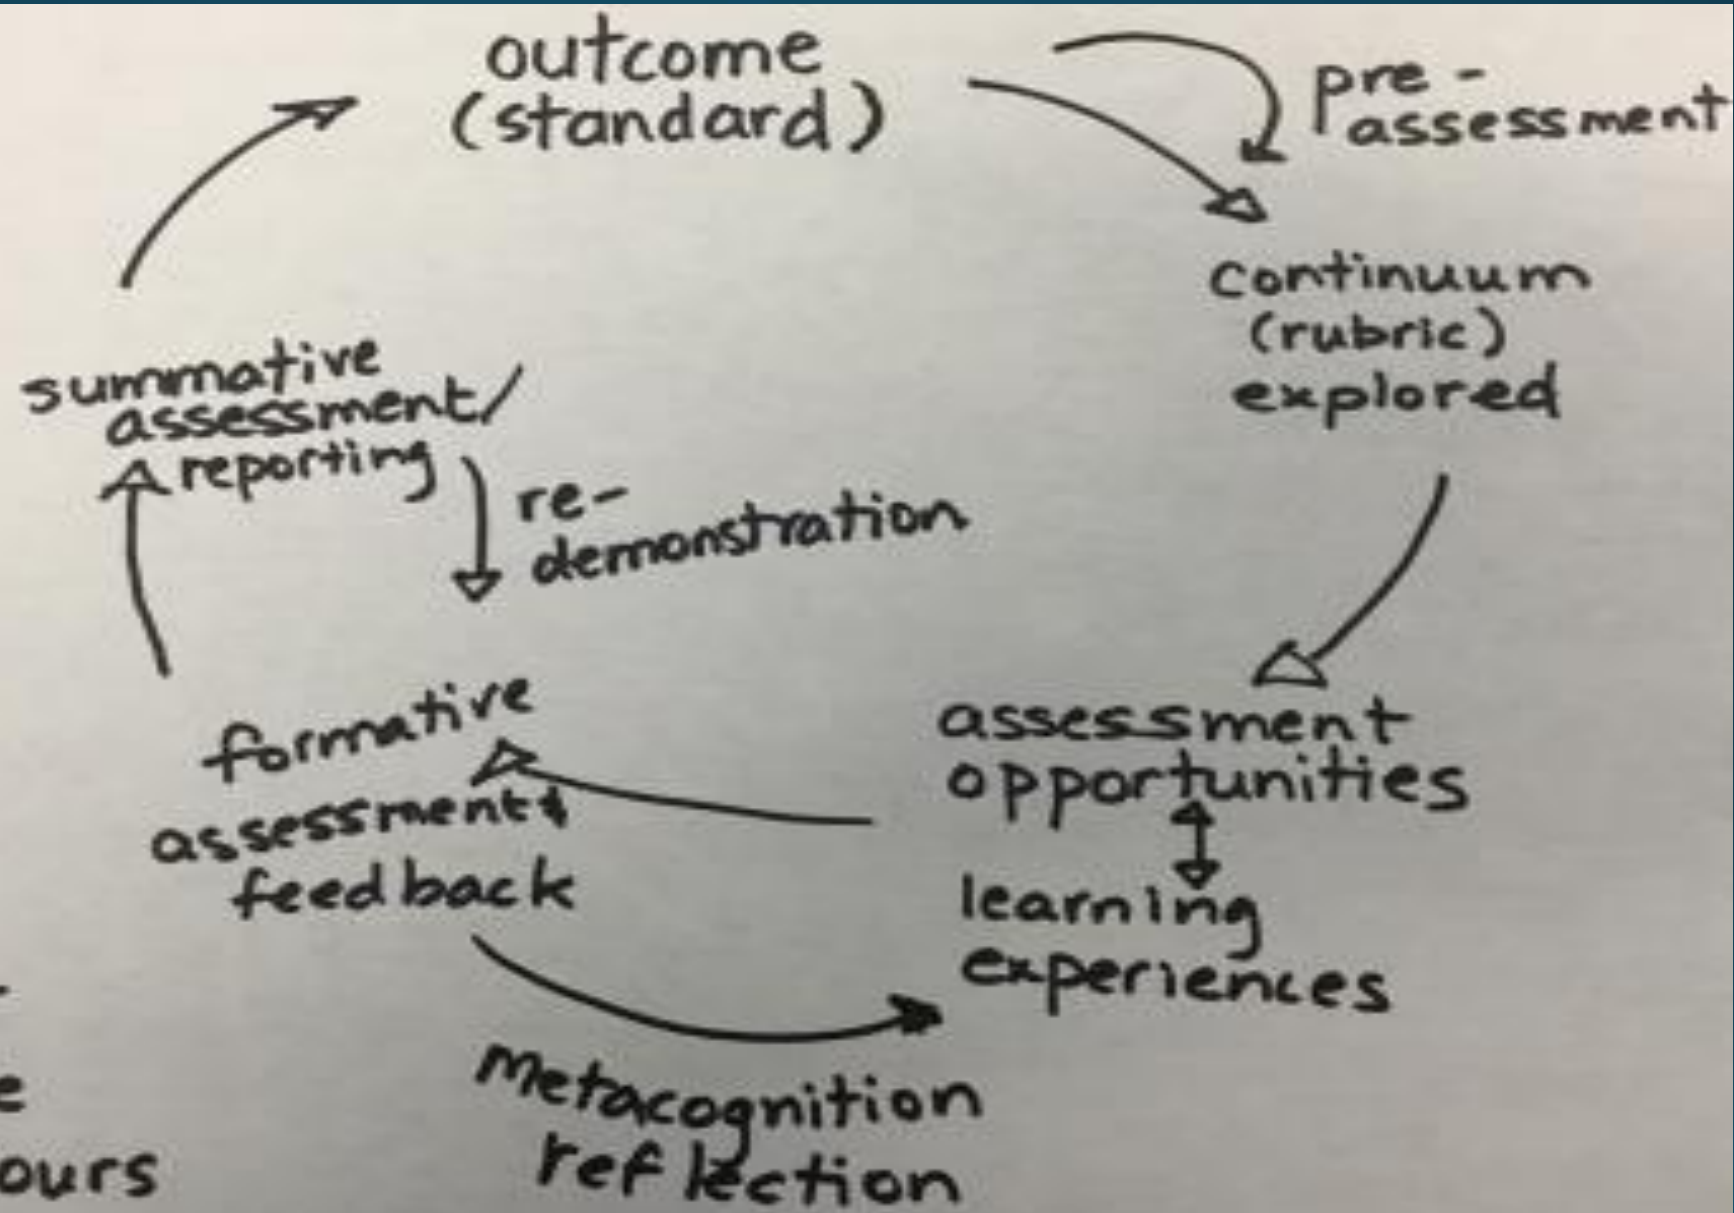 outcome
(standard)
pre-
assessment
continuum
(rubric)
explored
summative
assessment/
reporting
re-
demonstration
assessment
opportunities
learning
experiences
formative
assessment &
feedback
metacognition
reflection
e
ours